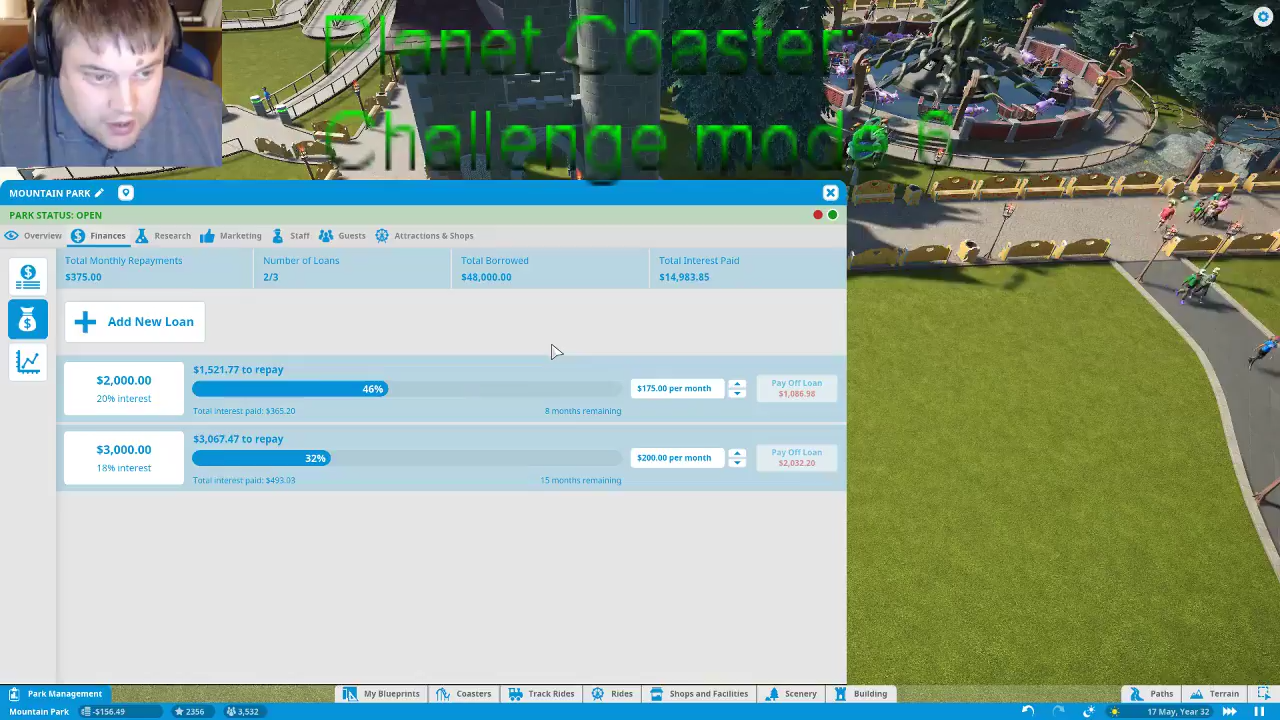 Planet Coaster:
Challenge mode 6
MOUNTAIN PARK
PARK STATUS: OPEN
Overview
Finances
Research
Marketing
Staff
Guests
Attractions & Shops
Total Monthly Repayments
$375.00
Number of Loans
2/3
Total Borrowed
$48,000.00
Total Interest Paid
$14,983.85
Add New Loan
$2,000.00
20% interest
$1,521.77 to repay
46%
Total interest paid: $365.20
8 months remaining
$175.00 per month
Pay Off Loan
$1,086.98
$3,000.00
18% interest
$3,067.47 to repay
32%
Total interest paid: $493.03
15 months remaining
$200.00 per month
Pay Off Loan
$2,032.20
Park Management
My Blueprints
Coasters
Track Rides
Rides
Shops and Facilities
Scenery
Building
Paths
Terrain
Mountain Park
-$156.49
2356
3,532
17 May, Year 32